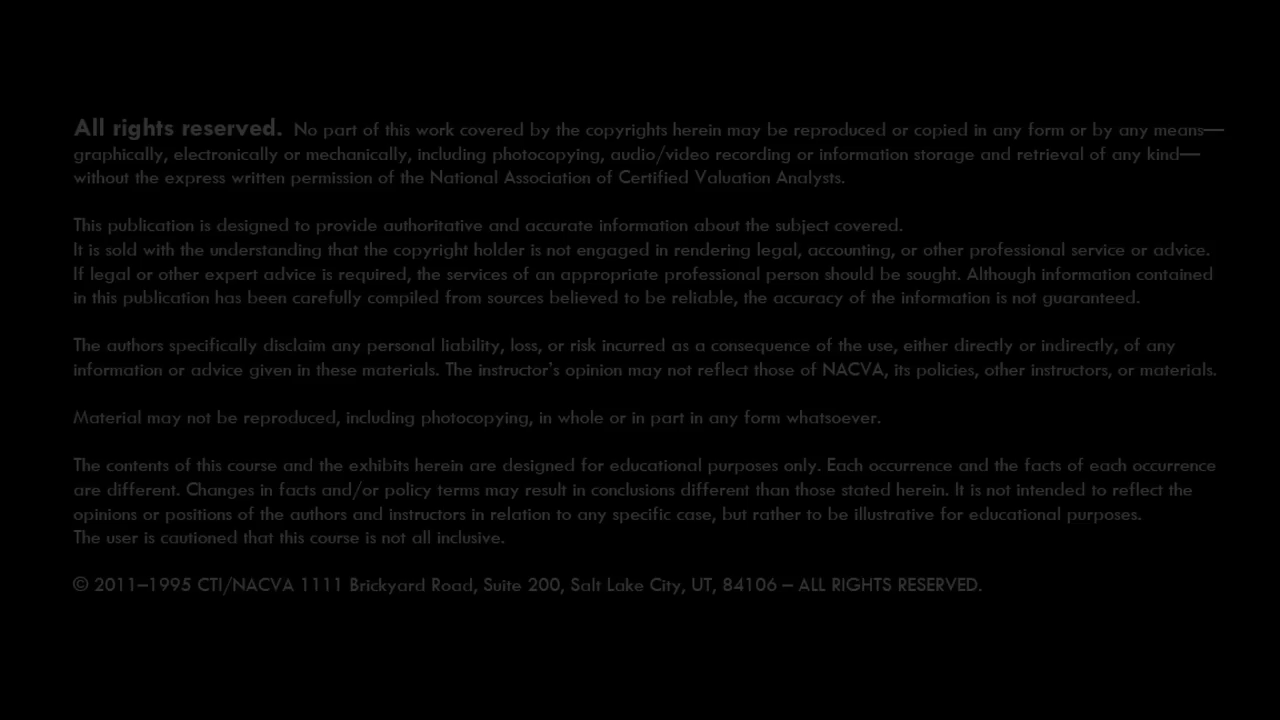 All rights reserved. No part of this work covered by the copyrights herein may be reproduced or copied in any form or by any means—
graphically, electronically or mechanically, including photocopying, audio/video recording or information storage and retrieval of any kind—
without the express written permission of the National Association of Certified Valuation Analysts.
This publication is designed to provide authoritative and accurate information about the subject covered.
It is sold with the understanding that the copyright holder is not engaged in rendering legal, accounting, or other professional service or advice.
If legal or other expert advice is required, the services of an appropriate professional person should be sought. Although information contained
in this publication has been carefully compiled from sources believed to be reliable, the accuracy of the information is not guaranteed.
The authors specifically disclaim any personal liability, loss, or risk incurred as a consequence of the use, either directly or indirectly, of any
information or advice given in these materials. The instructor's opinion may not reflect those of NACVA, its policies, other instructors, or materials.
Material may not be reproduced, including photocopying, in whole or in part in any form whatsoever.
The contents of this course and the exhibits herein are designed for educational purposes only. Each occurrence and the facts of each occurrence
are different. Changes in facts and/or policy terms may result in conclusions different than those stated herein. It is not intended to reflect the
opinions or positions of the authors and instructors in relation to any specific case, but rather to be illustrative for educational purposes.
The user is cautioned that this course is not all inclusive.
© 2011–1995 CTI/NACVA 1111 Brickyard Road, Suite 200, Salt Lake City, UT, 84106 – ALL RIGHTS RESERVED.